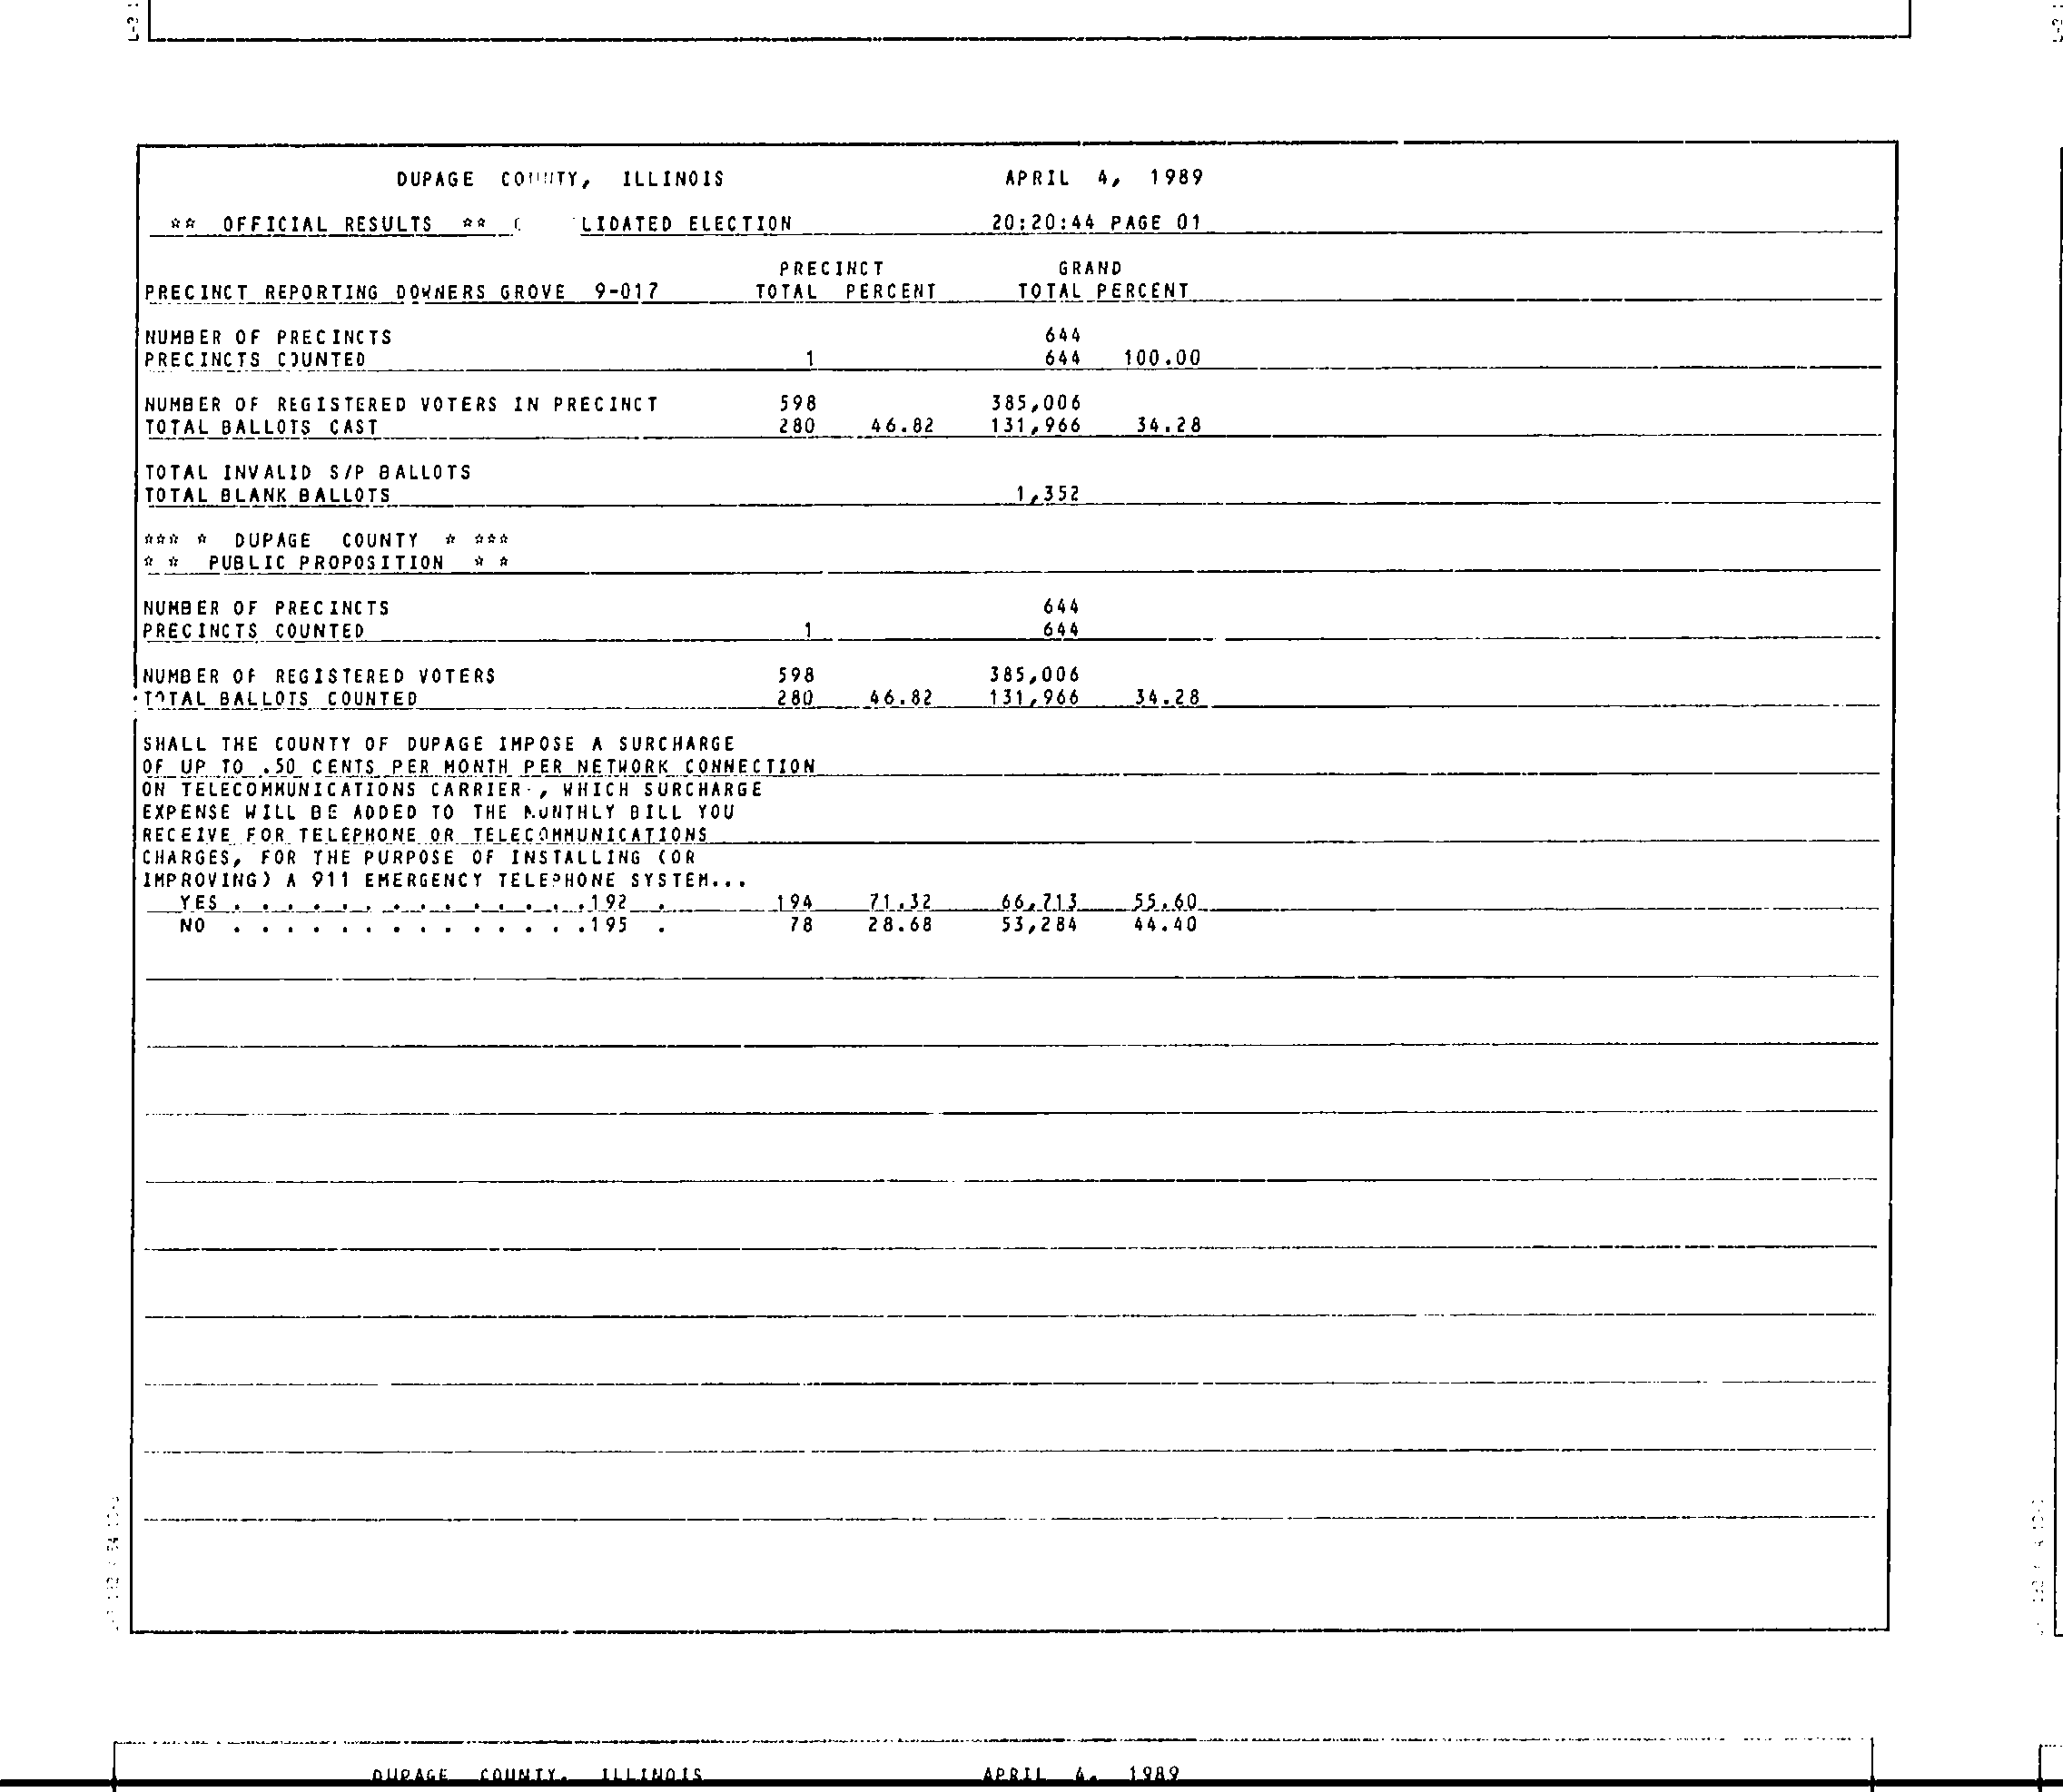 DUPAGE COUNTY, ILLINOIS APRIL 4, 1989
** OFFICIAL RESULTS ** LIDATED ELECTION 20:20:44 PAGE 01
PRECINCT GRAND
PRECINCT REPORTING DOWNERS GROVE 9-017 TOTAL PERCENT TOTAL PERCENT
NUMBER OF PRECINCTS 644
PRECINCTS COUNTED 1 644 100.00
NUMBER OF REGISTERED VOTERS IN PRECINCT 598 385,006
TOTAL BALLOTS CAST 280 46.82 131,966 34.28
TOTAL INVALID S/P BALLOTS
TOTAL BLANK BALLOTS 1,352
*** * DUPAGE COUNTY * ***
* * PUBLIC PROPOSITION * *
NUMBER OF PRECINCTS 644
PRECINCTS COUNTED 1 644
NUMBER OF REGISTERED VOTERS 598 385,006
TOTAL BALLOTS COUNTED 280 46.82 131,966 34.28
SHALL THE COUNTY OF DUPAGE IMPOSE A SURCHARGE
OF UP TO .50 CENTS PER MONTH PER NETWORK CONNECTION
ON TELECOMMUNICATIONS CARRIER , WHICH SURCHARGE
EXPENSE WILL BE ADDED TO THE MONTHLY BILL YOU
RECEIVE FOR TELEPHONE OR TELECOMMUNICATIONS
CHARGES, FOR THE PURPOSE OF INSTALLING (OR
IMPROVING) A 911 EMERGENCY TELEPHONE SYSTEM...
YES . . . . . . . . . . . . . .192 . 194 71.32 66,713 55.60
NO . . . . . . . . . . . . . .195 . 78 28.68 53,284 44.40
DUPAGE COUNTY, ILLINOIS APRIL 4, 1989